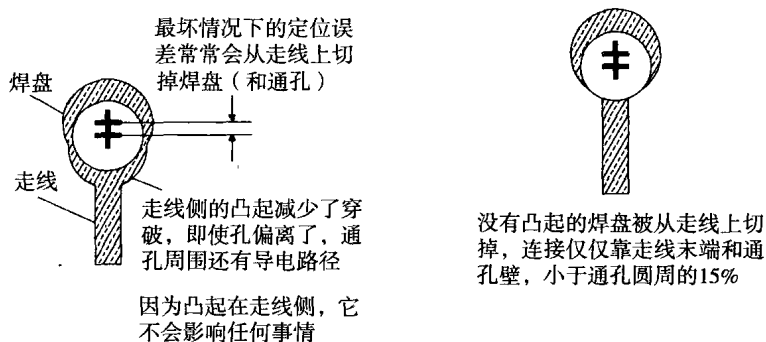 最坏情况下的定位误
差常常会从走线上切
掉焊盘（和通孔）
焊盘
走线
走线侧的凸起减少了穿
破，即使孔偏离了，通
孔周围还有导电路径
因为凸起在走线侧，它
不会影响任何事情
没有凸起的焊盘被从走线上切
掉，连接仅仅靠走线末端和通
孔壁，小于通孔圆周的15%